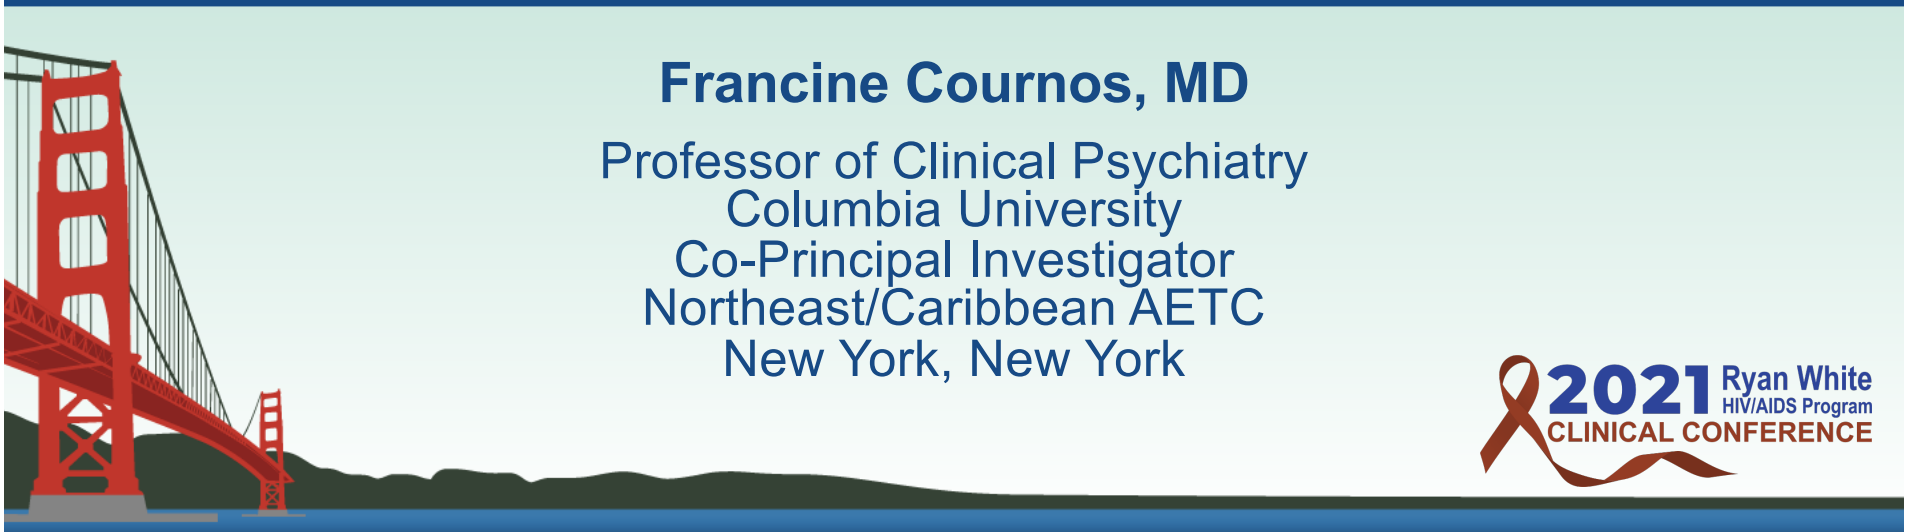 Francine Cournos, MD
Professor of Clinical Psychiatry
Columbia University
Co-Principal Investigator
Northeast/Caribbean AETC
New York, New York
2021 Ryan White
HIV/AIDS Program
CLINICAL CONFERENCE